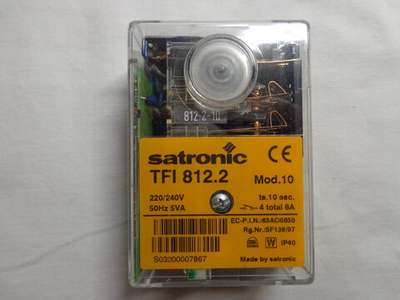 812.2-10
satronic CE
TFI 812.2 Mod.10
220/240V ts.10 sec.
50Hz 5VA 4 total 6A
EC-P.I.N.:63AC6850
Rg.Nr.:5F139/97
IP40
S03200007867 Made by satronic